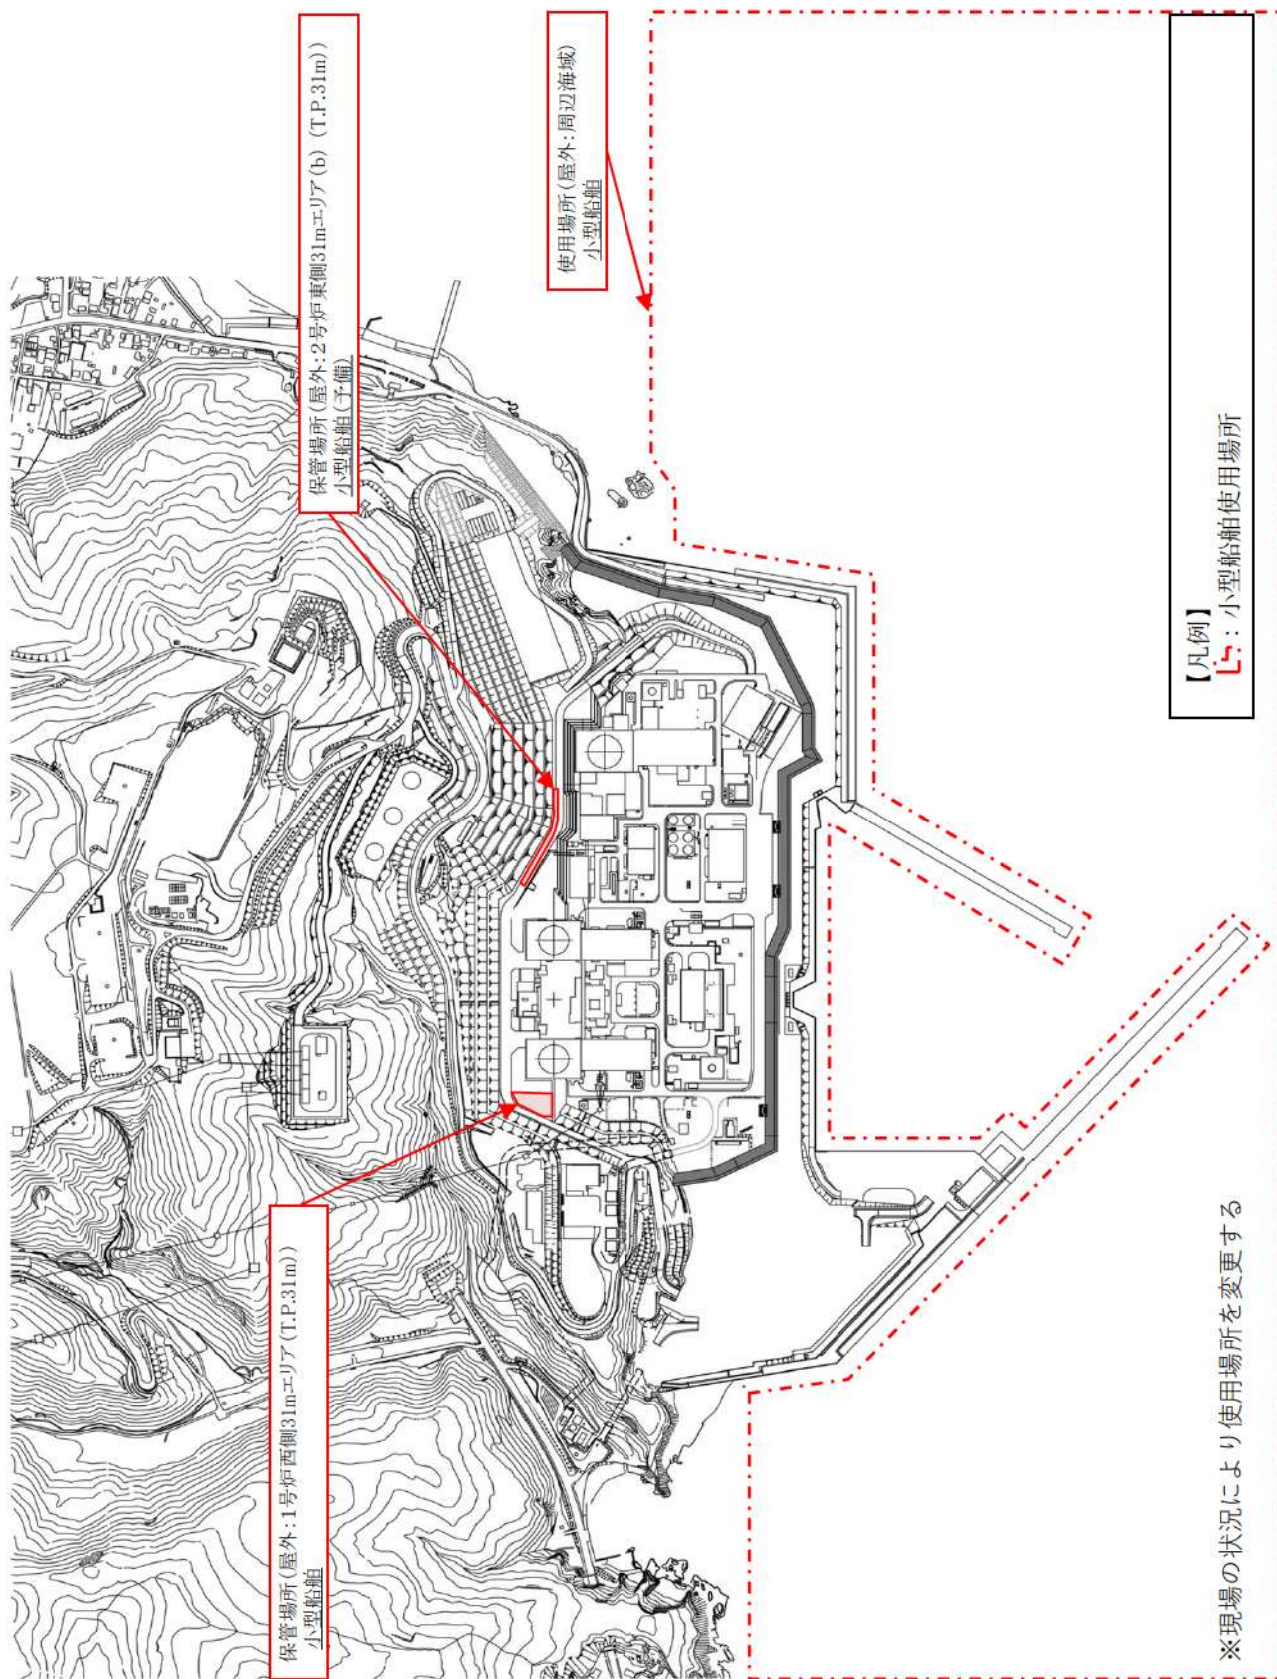 保管場所(屋外:1号炉西側31mエリア(T.P.31m))
小型船舶
保管場所(屋外:2号炉東側31mエリア(b) (T.P.31m))
小型船舶(予備)
使用場所(屋外:周辺海域)
小型船舶
【凡例】
:小型船舶使用場所
※現場の状況により使用場所を変更する